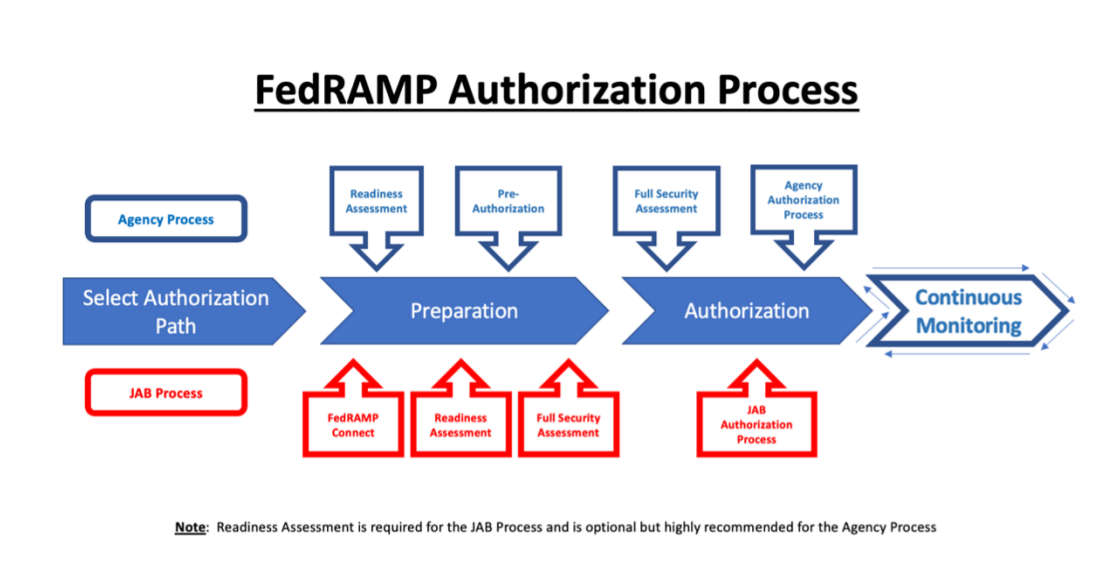 FedRAMP Authorization Process
Agency Process
Readiness
Assessment
Pre-
Authorization
Full Security
Assessment
Agency
Authorization
Process
Select Authorization
Path
Preparation
Authorization
Continuous
Monitoring
JAB Process
FedRAMP
Connect
Readiness
Assessment
Full Security
Assessment
JAB
Authorization
Process
Note: Readiness Assessment is required for the JAB Process and is optional but highly recommended for the Agency Process